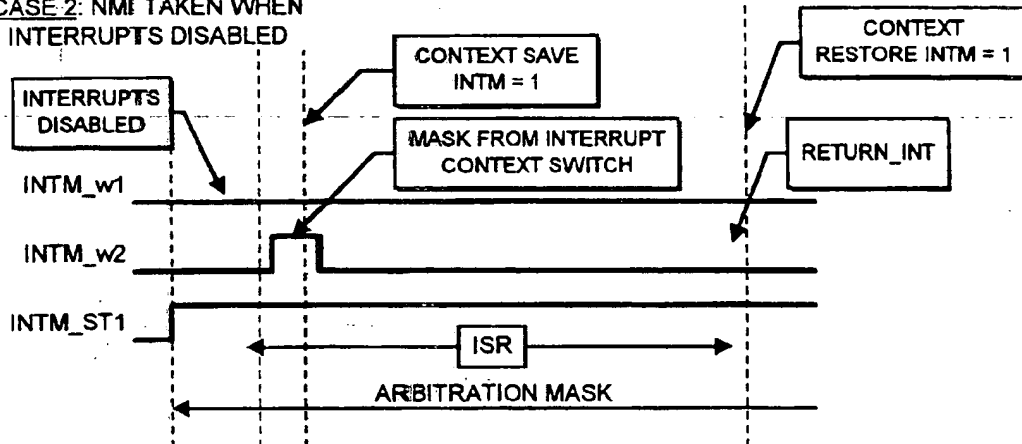 CASE 2: NMI TAKEN WHEN
INTERRUPTS DISABLED
CONTEXT SAVE
INTM = 1
CONTEXT
RESTORE INTM = 1
INTERRUPTS
DISABLED
MASK FROM INTERRUPT
CONTEXT SWITCH
RETURN_INT
INTM_w1
INTM_w2
INTM_ST1
ISR
ARBITRATION MASK